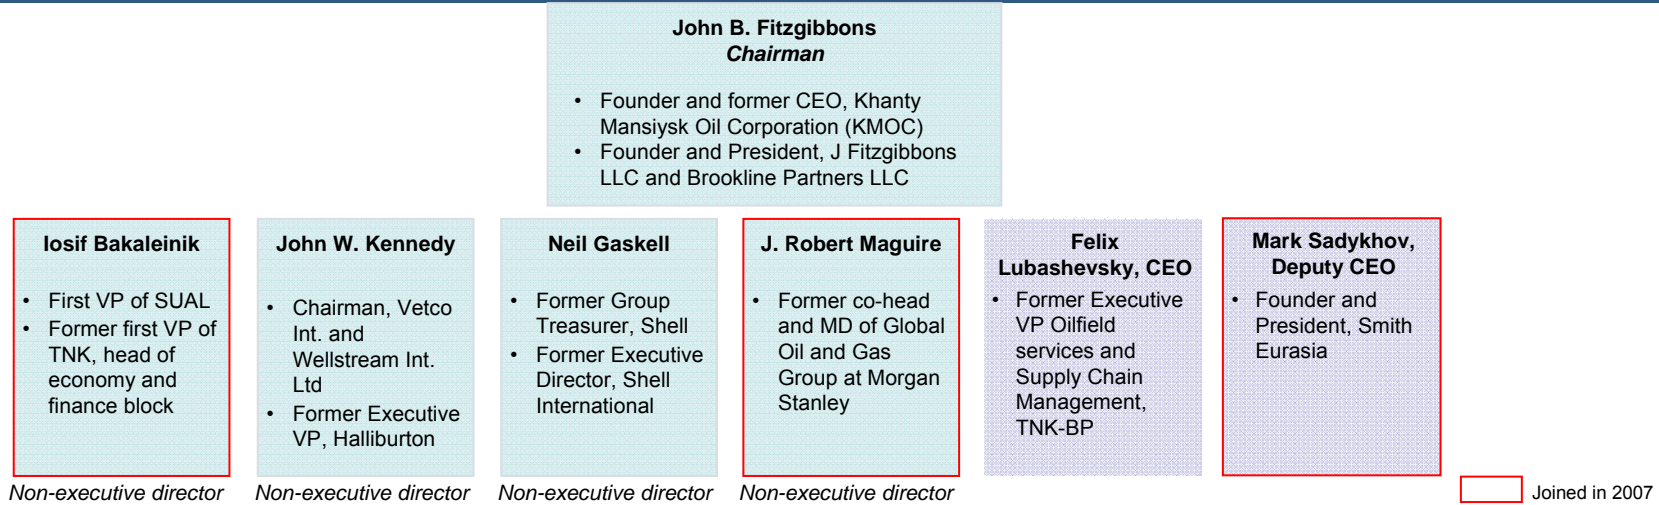 John B. Fitzgibbons
Chairman
• Founder and former CEO, Khanty
Mansiysk Oil Corporation (KMOC)
• Founder and President, J Fitzgibbons
LLC and Brookline Partners LLC
Iosif Bakaleinik
• First VP of SUAL
• Former first VP of
TNK, head of
economy and
finance block
Non-executive director
John W. Kennedy
• Chairman, Vetco
Int. and
Wellstream Int.
Ltd
• Former Executive
VP, Halliburton
Non-executive director
Neil Gaskell
• Former Group
Treasurer, Shell
• Former Executive
Director, Shell
International
Non-executive director
J. Robert Maguire
• Former co-head
and MD of Global
Oil and Gas
Group at Morgan
Stanley
Non-executive director
Felix
Lubashevsky, CEO
• Former Executive
VP Oilfield
services and
Supply Chain
Management,
TNK-BP
Mark Sadykhov,
Deputy CEO
• Founder and
President, Smith
Eurasia
Joined in 2007